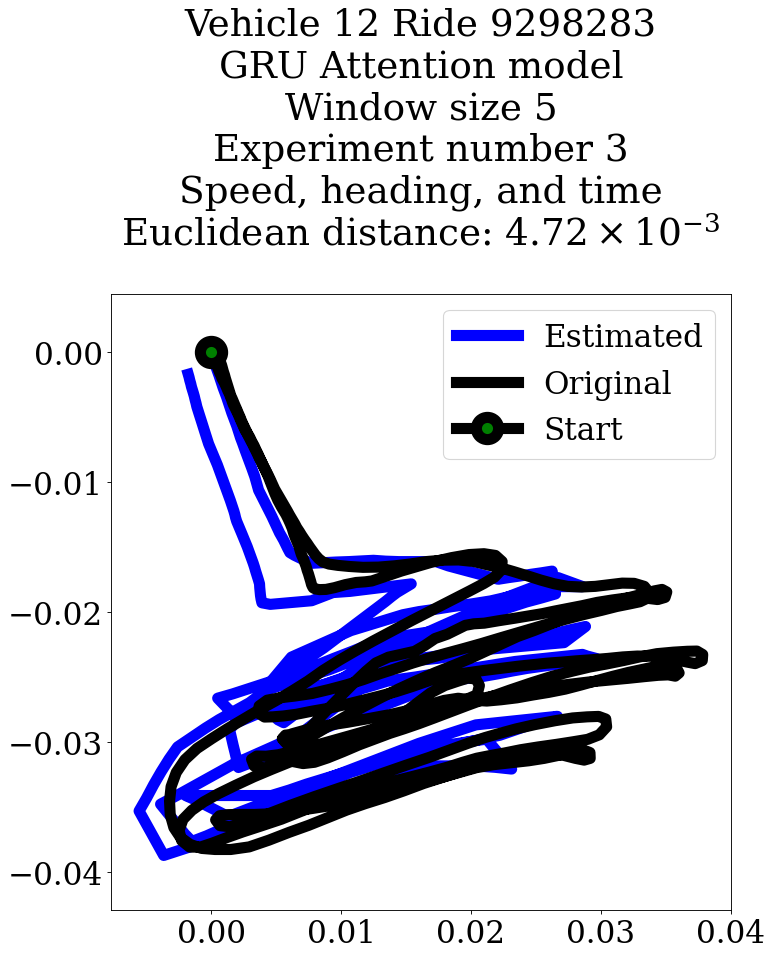 Vehicle 12 Ride 9298283
GRU Attention model
Window size 5
Experiment number 3
Speed, heading, and time
Euclidean distance: 4.72 × 10⁻³
Estimated
Original
Start
0.00
−0.01
−0.02
−0.03
−0.04
0.00 0.01 0.02 0.03 0.04